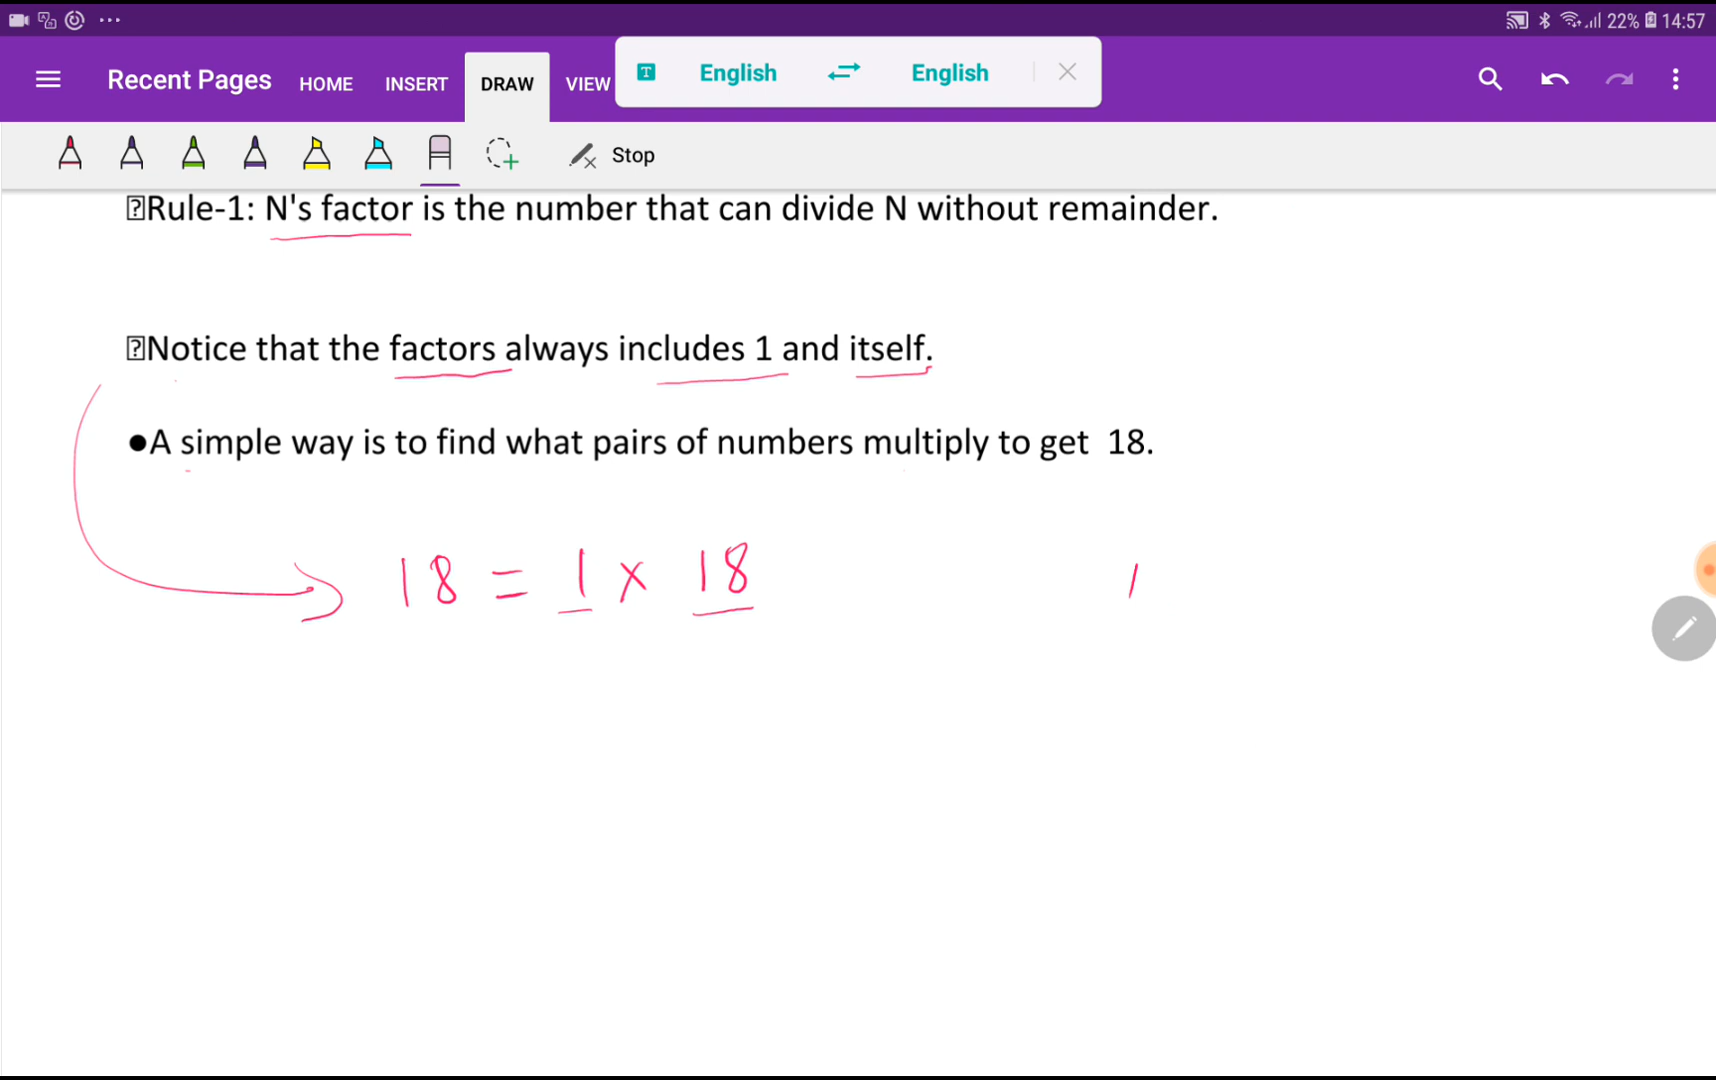 22% 14:57
Recent Pages HOME INSERT DRAW VIEW English English
Stop
Rule-1: N's factor is the number that can divide N without remainder.
Notice that the factors always includes 1 and itself.
●A simple way is to find what pairs of numbers multiply to get 18.
18 = 1 x 18